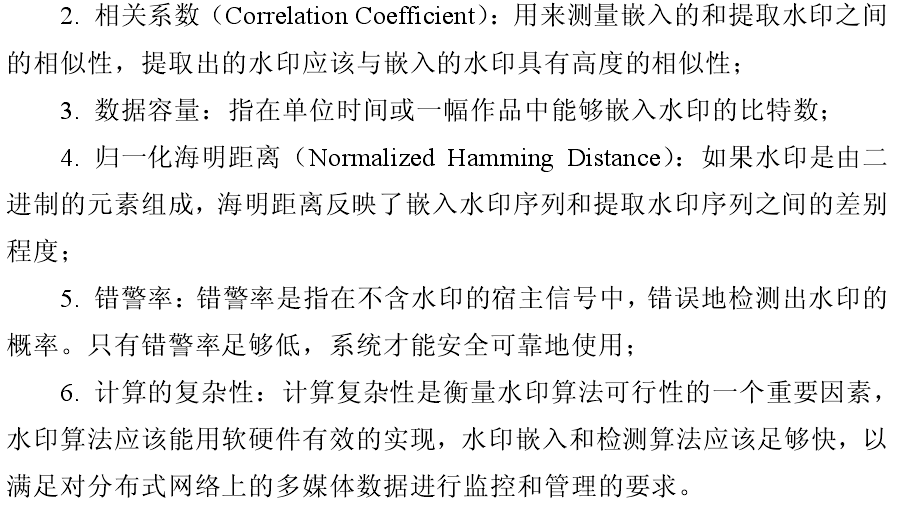 2. 相关系数（Correlation Coefficient）：用来测量嵌入的和提取水印之间
的相似性，提取出的水印应该与嵌入的水印具有高度的相似性；
3. 数据容量：指在单位时间或一幅作品中能够嵌入水印的比特数；
4. 归一化海明距离（Normalized Hamming Distance）：如果水印是由二
进制的元素组成，海明距离反映了嵌入水印序列和提取水印序列之间的差别
程度；
5. 错警率：错警率是指在不含水印的宿主信号中，错误地检测出水印的
概率。只有错警率足够低，系统才能安全可靠地使用；
6. 计算的复杂性：计算复杂性是衡量水印算法可行性的一个重要因素，
水印算法应该能用软硬件有效的实现，水印嵌入和检测算法应该足够快，以
满足对分布式网络上的多媒体数据进行监控和管理的要求。